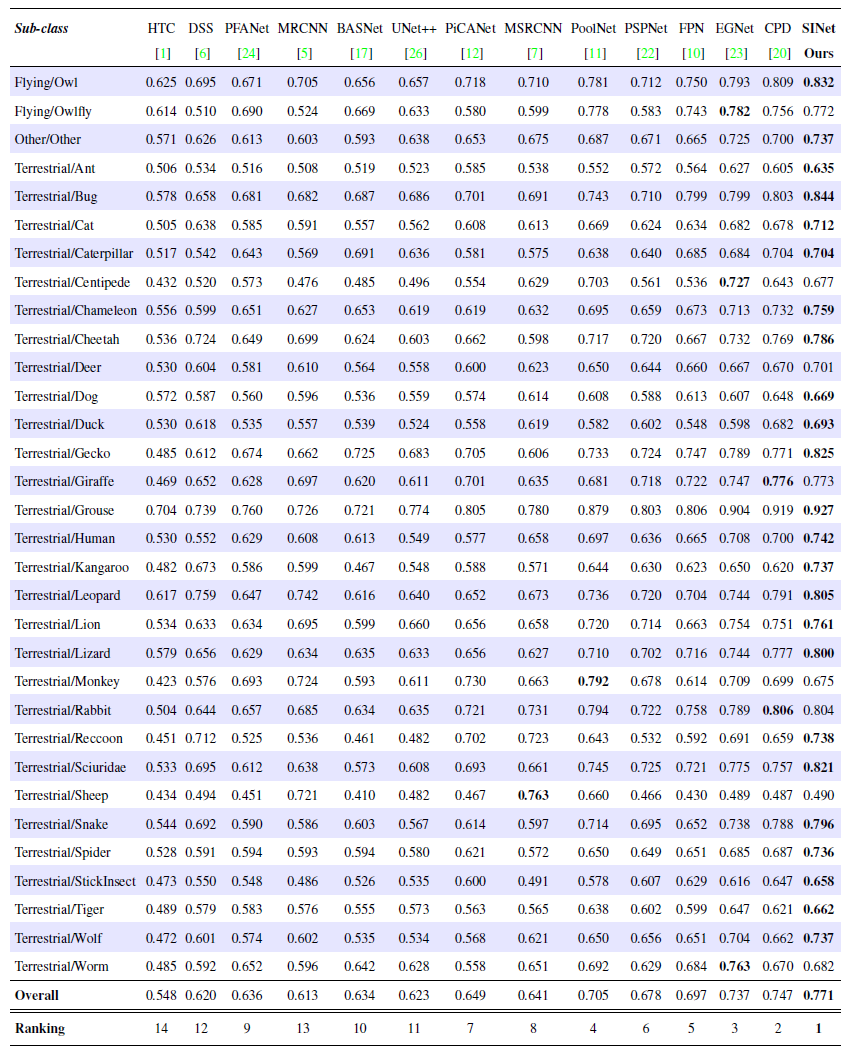 Sub-class HTC DSS PFANet MRCNN BASNet UNet++ PiCANet MSRCNN PoolNet PSPNet FPN EGNet CPD SINet
[1] [6] [24] [5] [17] [26] [12] [7] [11] [22] [10] [23] [20] Ours
Flying/Owl 0.625 0.695 0.671 0.705 0.656 0.657 0.718 0.710 0.781 0.712 0.750 0.793 0.809 0.832
Flying/Owlfly 0.614 0.510 0.690 0.524 0.669 0.633 0.580 0.599 0.778 0.583 0.743 0.782 0.756 0.772
Other/Other 0.571 0.626 0.613 0.603 0.593 0.638 0.653 0.675 0.687 0.671 0.665 0.725 0.700 0.737
Terrestrial/Ant 0.506 0.534 0.516 0.508 0.519 0.523 0.585 0.538 0.552 0.572 0.564 0.627 0.605 0.635
Terrestrial/Bug 0.578 0.658 0.681 0.682 0.687 0.686 0.701 0.691 0.743 0.710 0.799 0.799 0.803 0.844
Terrestrial/Cat 0.505 0.638 0.585 0.591 0.557 0.562 0.608 0.613 0.669 0.624 0.634 0.682 0.678 0.712
Terrestrial/Caterpillar 0.517 0.542 0.643 0.569 0.691 0.636 0.581 0.575 0.638 0.640 0.685 0.684 0.704 0.704
Terrestrial/Centipede 0.432 0.520 0.573 0.476 0.485 0.496 0.554 0.629 0.703 0.561 0.536 0.727 0.643 0.677
Terrestrial/Chameleon 0.556 0.599 0.651 0.627 0.653 0.619 0.619 0.632 0.695 0.659 0.673 0.713 0.732 0.759
Terrestrial/Cheetah 0.536 0.724 0.649 0.699 0.624 0.603 0.662 0.598 0.717 0.720 0.667 0.732 0.769 0.786
Terrestrial/Deer 0.530 0.604 0.581 0.610 0.564 0.558 0.600 0.623 0.650 0.644 0.660 0.667 0.670 0.701
Terrestrial/Dog 0.572 0.587 0.560 0.596 0.536 0.559 0.574 0.614 0.608 0.588 0.613 0.607 0.648 0.669
Terrestrial/Duck 0.530 0.618 0.535 0.557 0.539 0.524 0.558 0.619 0.582 0.602 0.548 0.598 0.682 0.693
Terrestrial/Gecko 0.485 0.612 0.674 0.662 0.725 0.683 0.705 0.606 0.733 0.724 0.747 0.789 0.771 0.825
Terrestrial/Giraffe 0.469 0.652 0.628 0.697 0.620 0.611 0.701 0.635 0.681 0.718 0.722 0.747 0.776 0.773
Terrestrial/Grouse 0.704 0.739 0.760 0.726 0.721 0.774 0.805 0.780 0.879 0.803 0.806 0.904 0.919 0.927
Terrestrial/Human 0.530 0.552 0.629 0.608 0.613 0.549 0.577 0.658 0.697 0.636 0.665 0.708 0.700 0.742
Terrestrial/Kangaroo 0.482 0.673 0.586 0.599 0.467 0.548 0.588 0.571 0.644 0.630 0.623 0.650 0.620 0.737
Terrestrial/Leopard 0.617 0.759 0.647 0.742 0.616 0.640 0.652 0.673 0.736 0.720 0.704 0.744 0.791 0.805
Terrestrial/Lion 0.534 0.633 0.634 0.695 0.599 0.660 0.656 0.658 0.720 0.714 0.663 0.754 0.751 0.761
Terrestrial/Lizard 0.579 0.656 0.629 0.634 0.635 0.633 0.656 0.627 0.710 0.702 0.716 0.744 0.777 0.800
Terrestrial/Monkey 0.423 0.576 0.693 0.724 0.593 0.611 0.730 0.663 0.792 0.678 0.614 0.709 0.699 0.675
Terrestrial/Rabbit 0.504 0.644 0.657 0.685 0.634 0.635 0.721 0.731 0.794 0.722 0.758 0.789 0.806 0.804
Terrestrial/Reccoon 0.451 0.712 0.525 0.536 0.461 0.482 0.702 0.723 0.643 0.532 0.592 0.691 0.659 0.738
Terrestrial/Sciuridae 0.533 0.695 0.612 0.638 0.573 0.608 0.693 0.661 0.745 0.725 0.721 0.775 0.757 0.821
Terrestrial/Sheep 0.434 0.494 0.451 0.721 0.410 0.482 0.467 0.763 0.660 0.466 0.430 0.489 0.487 0.490
Terrestrial/Snake 0.544 0.692 0.590 0.586 0.603 0.567 0.614 0.597 0.714 0.695 0.652 0.738 0.788 0.796
Terrestrial/Spider 0.528 0.591 0.594 0.593 0.594 0.580 0.621 0.572 0.650 0.649 0.651 0.685 0.687 0.736
Terrestrial/StickInsect 0.473 0.550 0.548 0.486 0.526 0.535 0.600 0.491 0.578 0.607 0.629 0.616 0.647 0.658
Terrestrial/Tiger 0.489 0.579 0.583 0.576 0.555 0.573 0.563 0.565 0.638 0.602 0.599 0.647 0.621 0.662
Terrestrial/Wolf 0.472 0.601 0.574 0.602 0.535 0.534 0.568 0.621 0.650 0.656 0.651 0.704 0.662 0.737
Terrestrial/Worm 0.485 0.592 0.652 0.596 0.642 0.628 0.558 0.651 0.692 0.629 0.684 0.763 0.670 0.682
Overall 0.548 0.620 0.636 0.613 0.634 0.623 0.649 0.641 0.705 0.678 0.697 0.737 0.747 0.771
Ranking 14 12 9 13 10 11 7 8 4 6 5 3 2 1